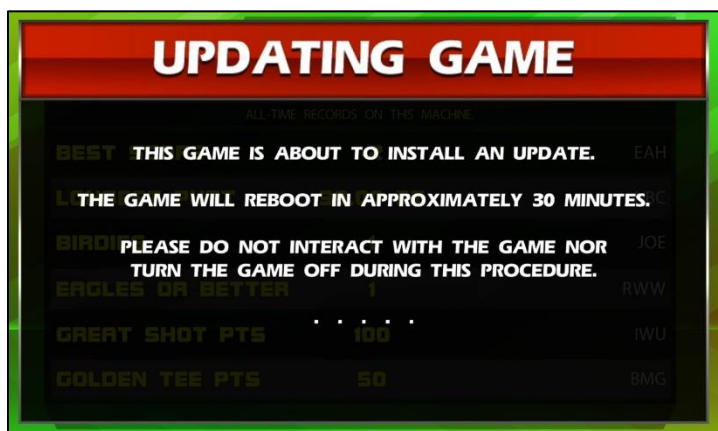 UPDATING GAME
ALL-TIME RECORDS ON THIS MACHINE
THIS GAME IS ABOUT TO INSTALL AN UPDATE.
BEST EAH
THE GAME WILL REBOOT IN APPROXIMATELY 30 MINUTES.
PLEASE DO NOT INTERACT WITH THE GAME NOR
BIRDIES JOE
TURN THE GAME OFF DURING THIS PROCEDURE.
EAGLES OR BETTER 1 RWW
. . . . .
GREAT SHOT PTS 100 IWU
GOLDEN TEE PTS 50 BMG